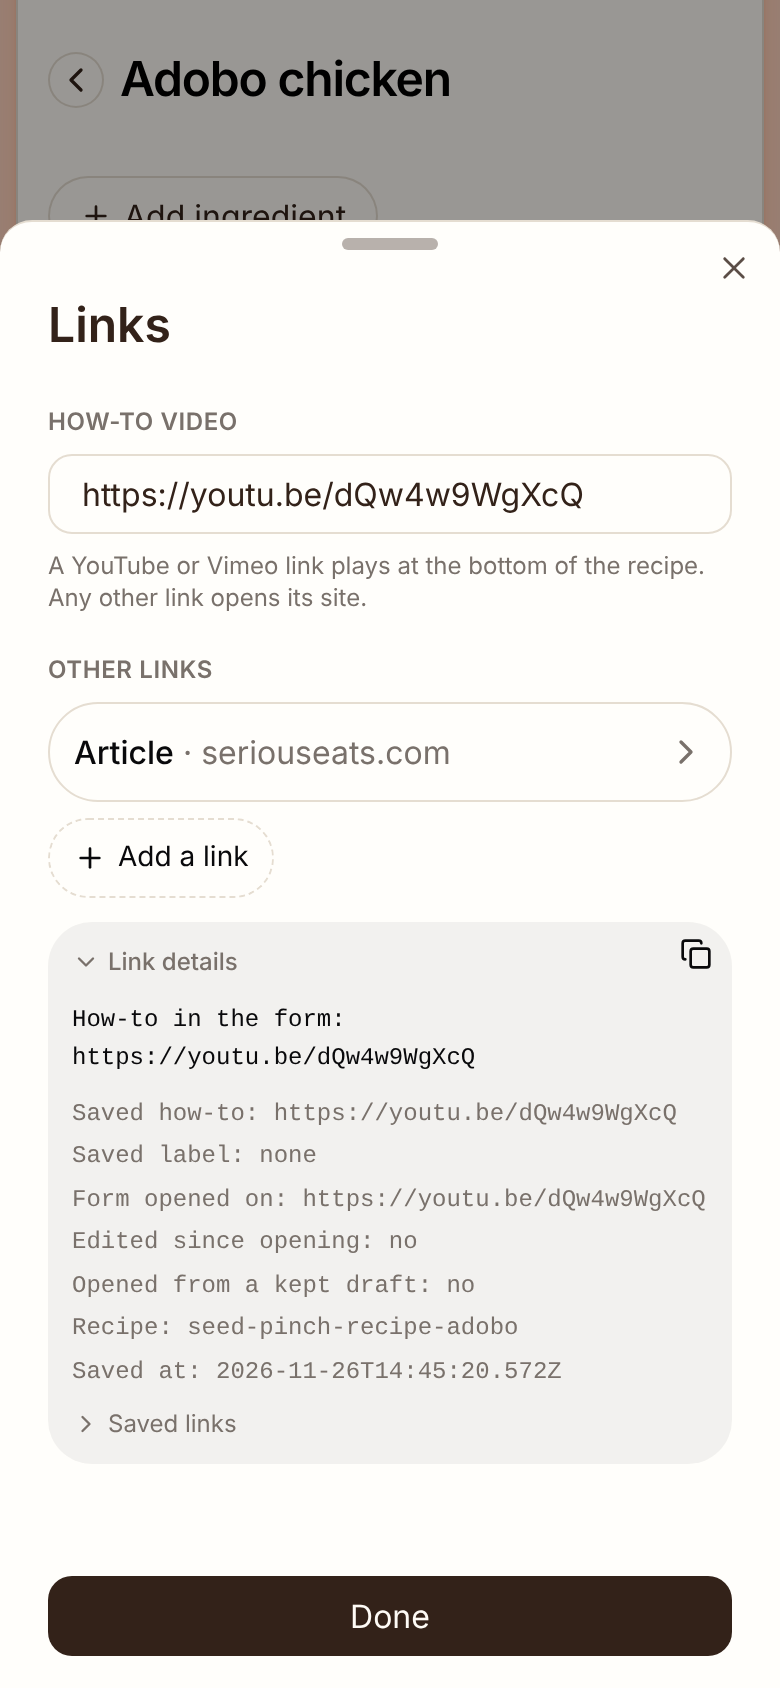 Adobo chicken
+ Add ingredient
Links
HOW-TO VIDEO
https://youtu.be/dQw4w9WgXcQ
A YouTube or Vimeo link plays at the bottom of the recipe.
Any other link opens its site.
OTHER LINKS
Article · seriouseats.com
+ Add a link
Link details
How-to in the form:
https://youtu.be/dQw4w9WgXcQ
Saved how-to: https://youtu.be/dQw4w9WgXcQ
Saved label: none
Form opened on: https://youtu.be/dQw4w9WgXcQ
Edited since opening: no
Opened from a kept draft: no
Recipe: seed-pinch-recipe-adobo
Saved at: 2026-11-26T14:45:20.572Z
Saved links
Done